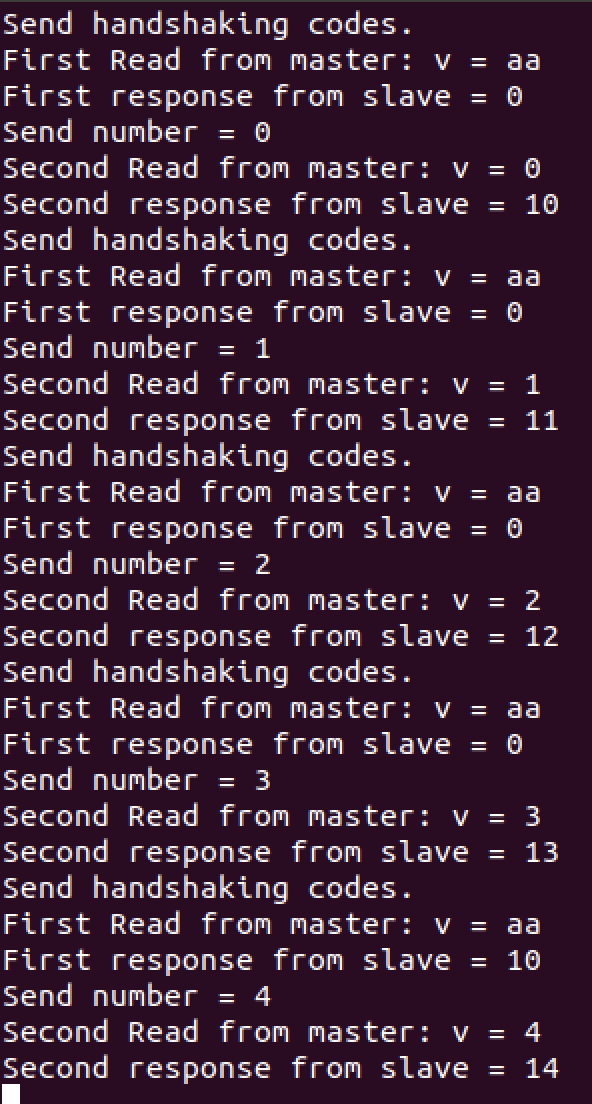 Send handshaking codes.
First Read from master: v = aa
First response from slave = 0
Send number = 0
Second Read from master: v = 0
Second response from slave = 10
Send handshaking codes.
First Read from master: v = aa
First response from slave = 0
Send number = 1
Second Read from master: v = 1
Second response from slave = 11
Send handshaking codes.
First Read from master: v = aa
First response from slave = 0
Send number = 2
Second Read from master: v = 2
Second response from slave = 12
Send handshaking codes.
First Read from master: v = aa
First response from slave = 0
Send number = 3
Second Read from master: v = 3
Second response from slave = 13
Send handshaking codes.
First Read from master: v = aa
First response from slave = 10
Send number = 4
Second Read from master: v = 4
Second response from slave = 14